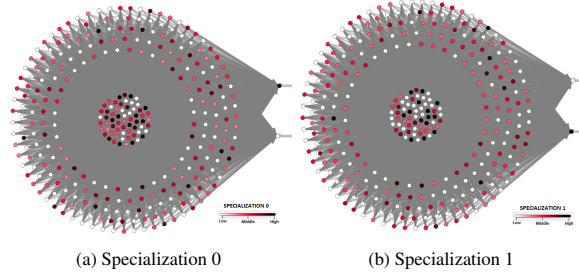 SPECIALIZATION 0
Low Middle High
SPECIALIZATION 1
Low Middle High
(a) Specialization 0
(b) Specialization 1